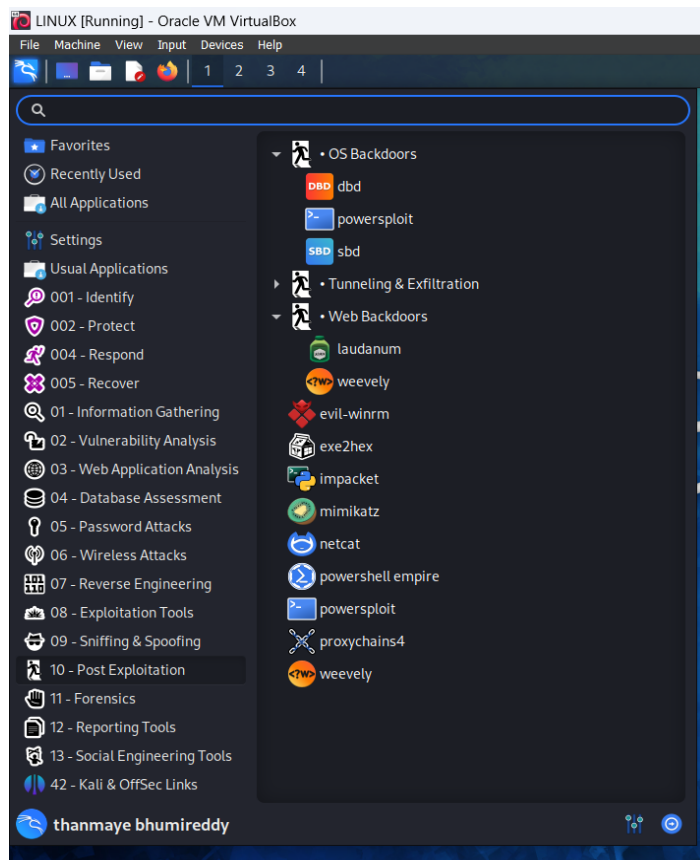 LINUX [Running] - Oracle VM VirtualBox
File Machine View Input Devices Help
1 2 3 4
Favorites
Recently Used
All Applications
Settings
Usual Applications
001 - Identify
002 - Protect
004 - Respond
005 - Recover
01 - Information Gathering
02 - Vulnerability Analysis
03 - Web Application Analysis
04 - Database Assessment
05 - Password Attacks
06 - Wireless Attacks
07 - Reverse Engineering
08 - Exploitation Tools
09 - Sniffing & Spoofing
10 - Post Exploitation
11 - Forensics
12 - Reporting Tools
13 - Social Engineering Tools
42 - Kali & OffSec Links
• OS Backdoors
DBD dbd
powersploit
SBD sbd
• Tunneling & Exfiltration
• Web Backdoors
laudanum
<?w> weevely
evil-winrm
exe2hex
impacket
mimikatz
netcat
powershell empire
powersploit
proxychains4
<?w> weevely
thanmaye bhumireddy